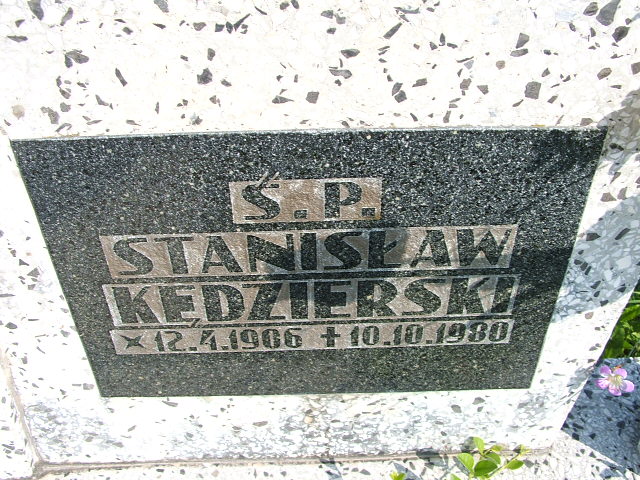 Ś.P.
STANISŁAW
KĘDZIERSKI
×12.4.1906 +10.10.1980